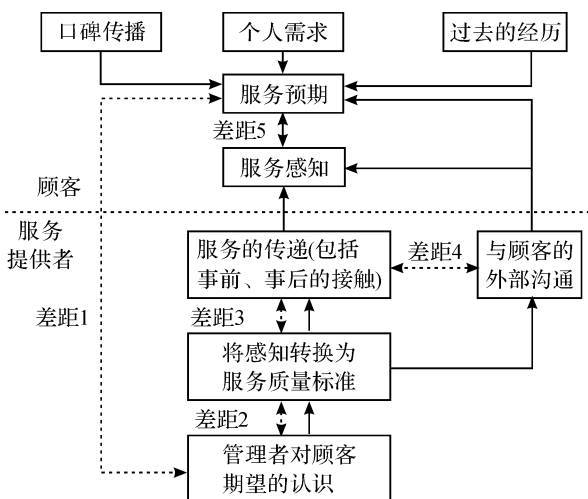 口碑传播
个人需求
过去的经历
服务预期
差距5
服务感知
顾客
服务
提供者
服务的传递(包括
事前、事后的接触)
差距4
与顾客的
外部沟通
差距1
差距3
将感知转换为
服务质量标准
差距2
管理者对顾客
期望的认识